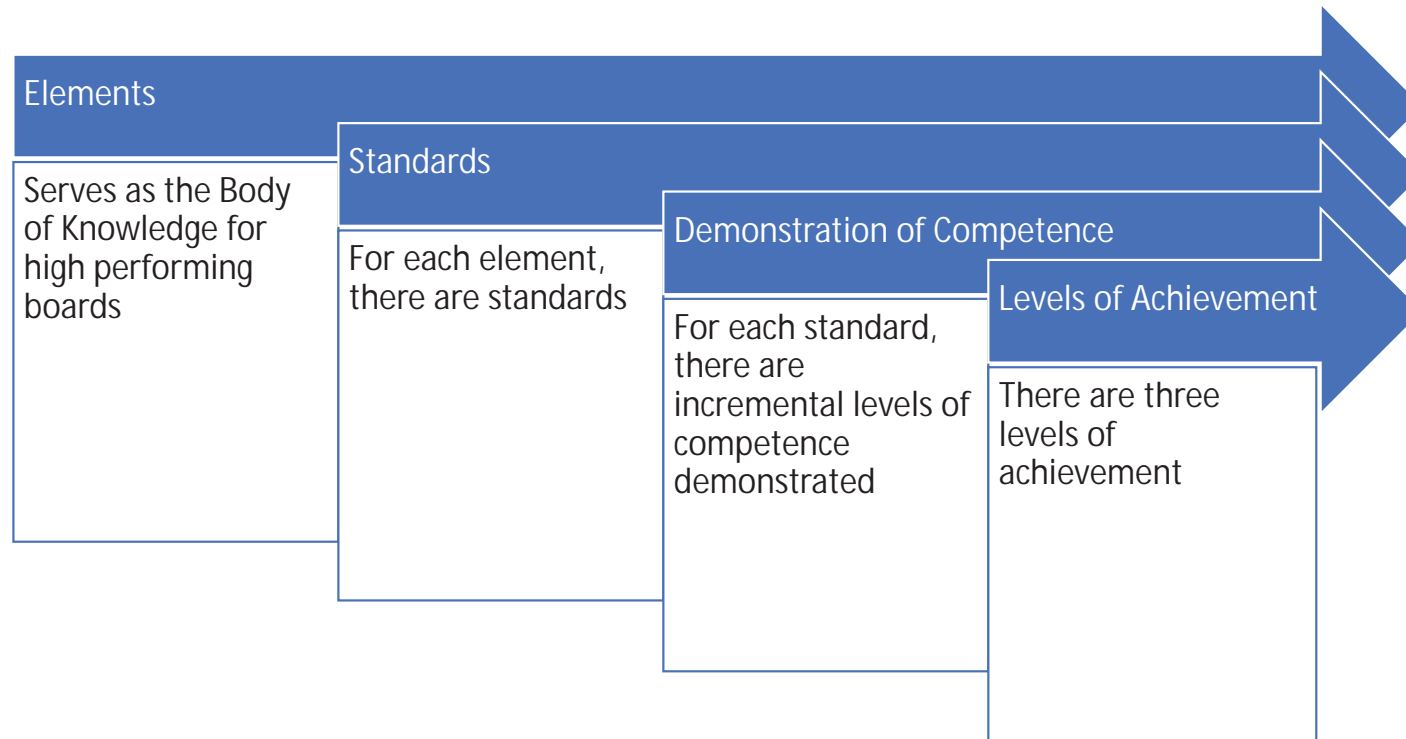 Elements
Serves as the Body
of Knowledge for
high performing
boards
Standards
For each element,
there are standards
Demonstration of Competence
For each standard,
there are
incremental levels of
competence
demonstrated
Levels of Achievement
There are three
levels of
achievement